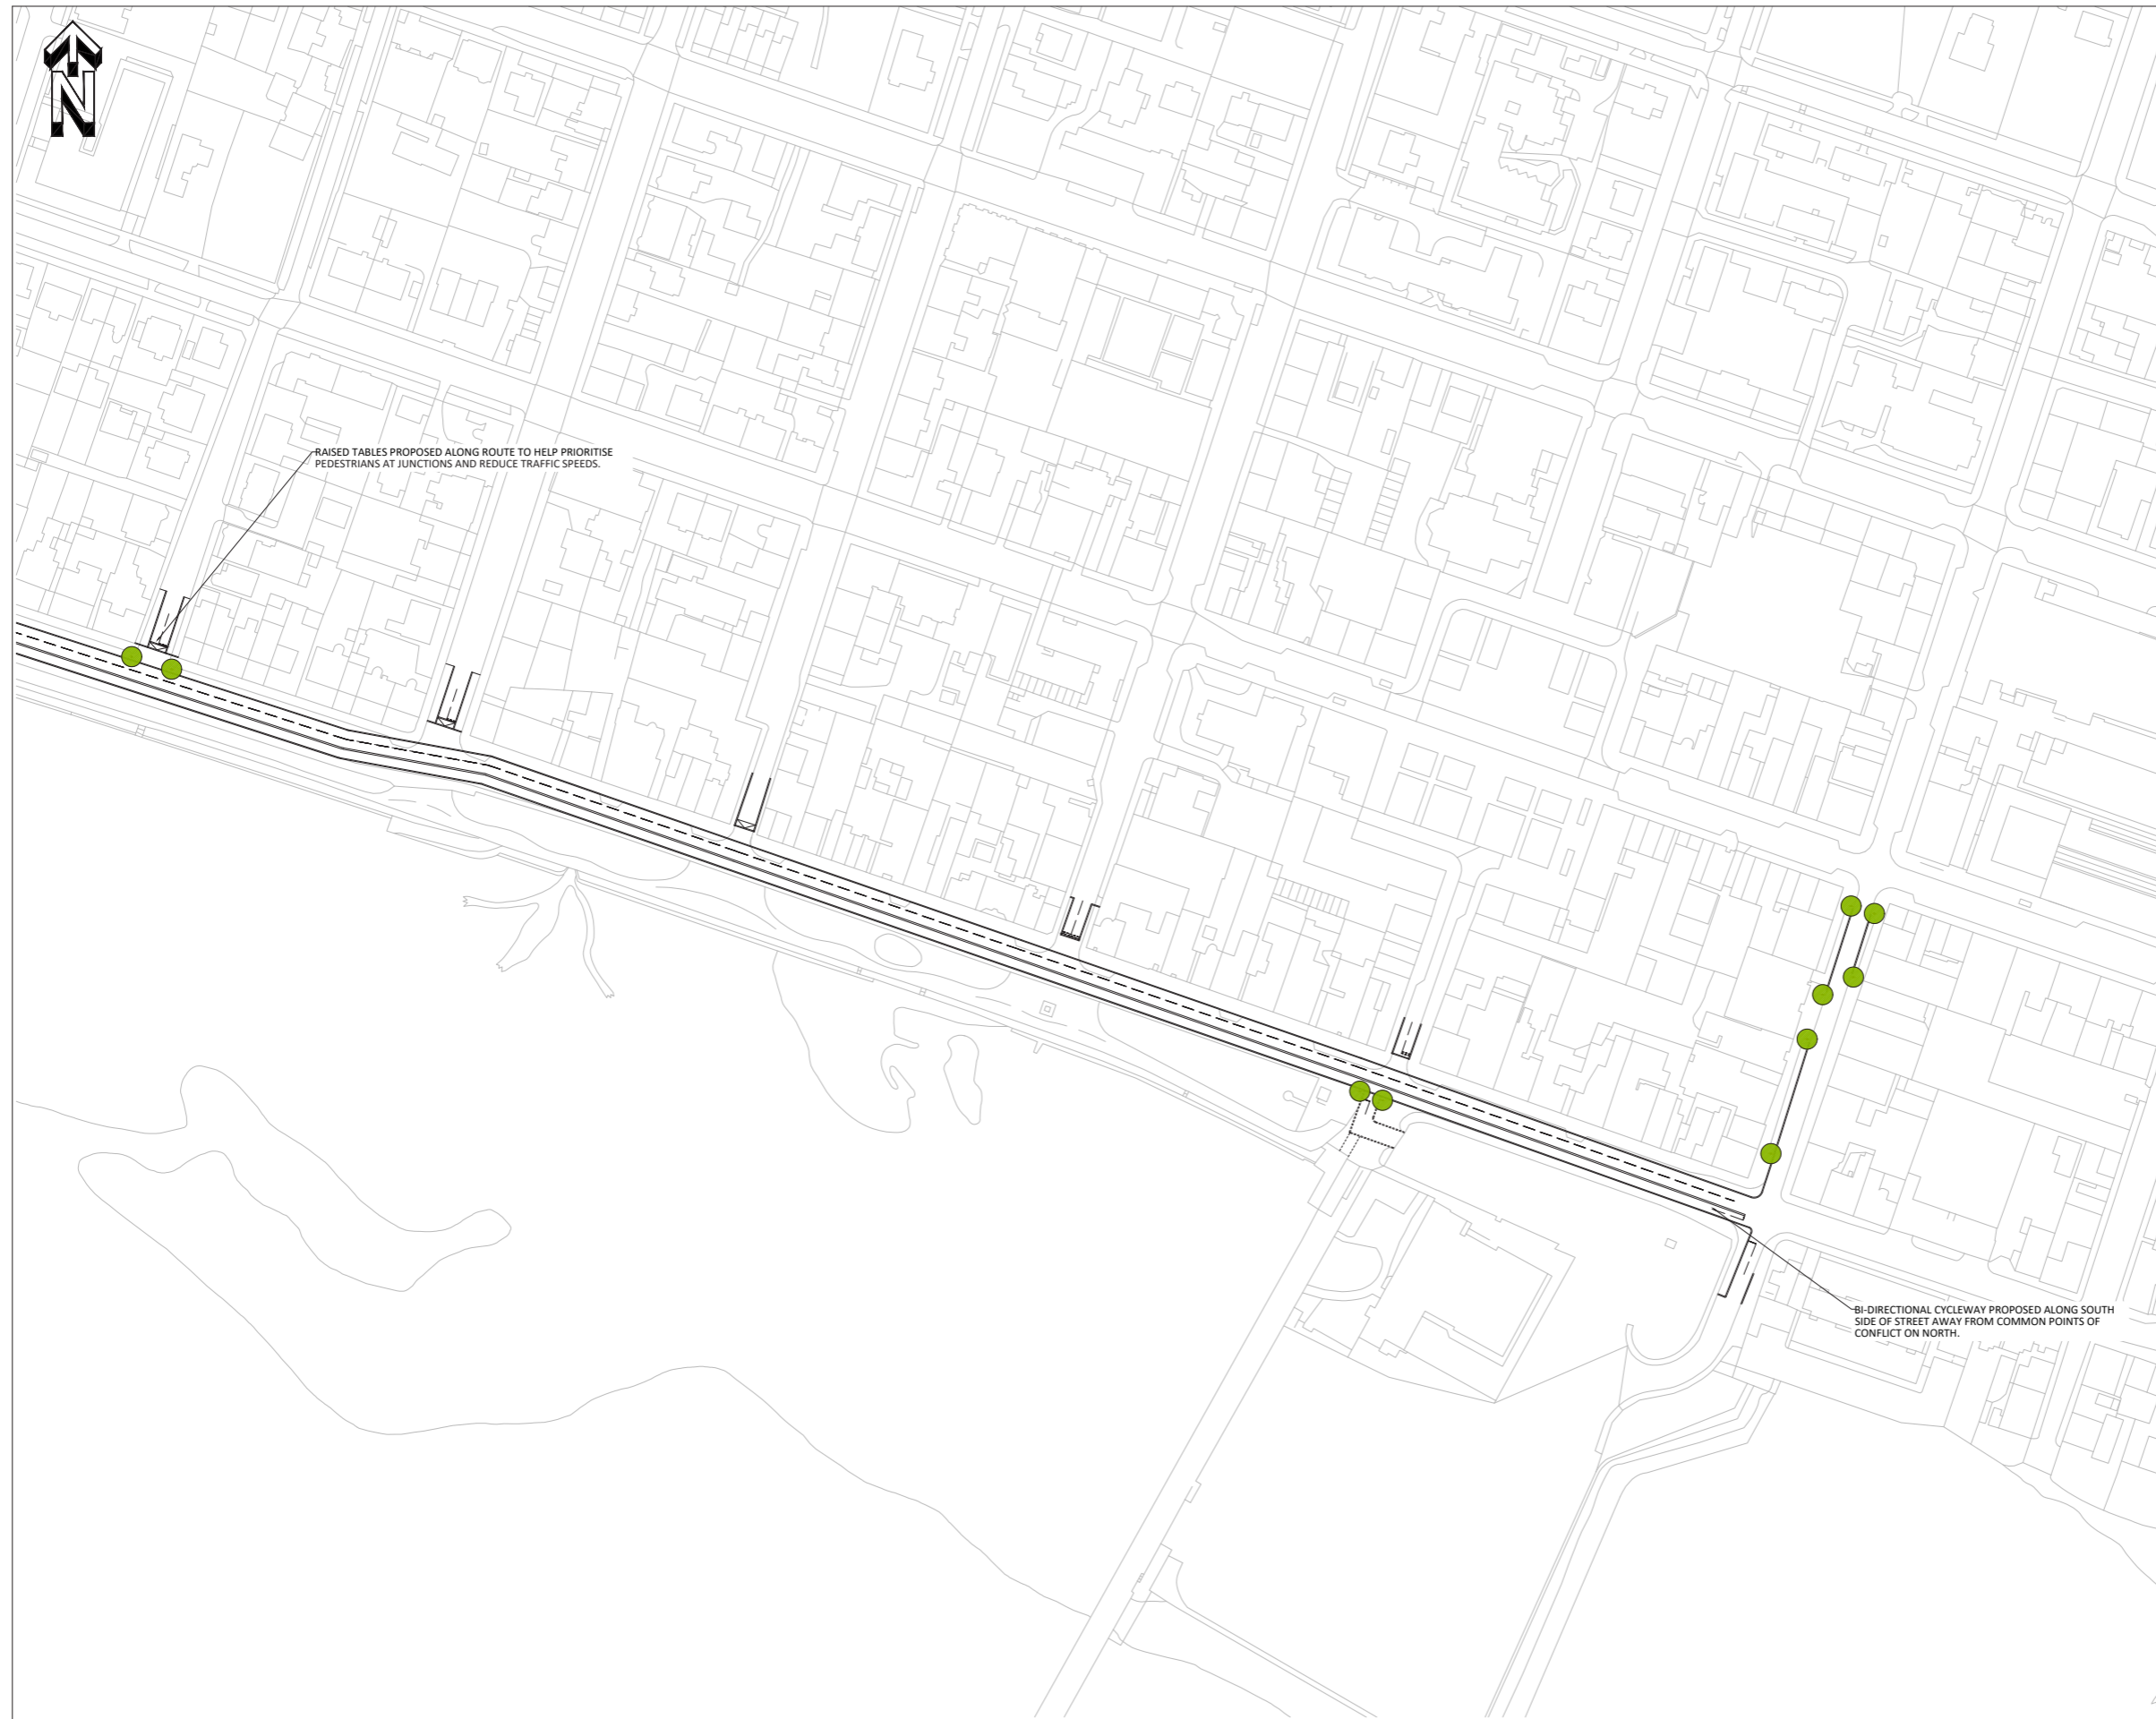 N
RAISED TABLES PROPOSED ALONG ROUTE TO HELP PRIORITISE
PEDESTRIANS AT JUNCTIONS AND REDUCE TRAFFIC SPEEDS.
BI-DIRECTIONAL CYCLEWAY PROPOSED ALONG SOUTH
SIDE OF STREET AWAY FROM COMMON POINTS OF
CONFLICT ON NORTH.